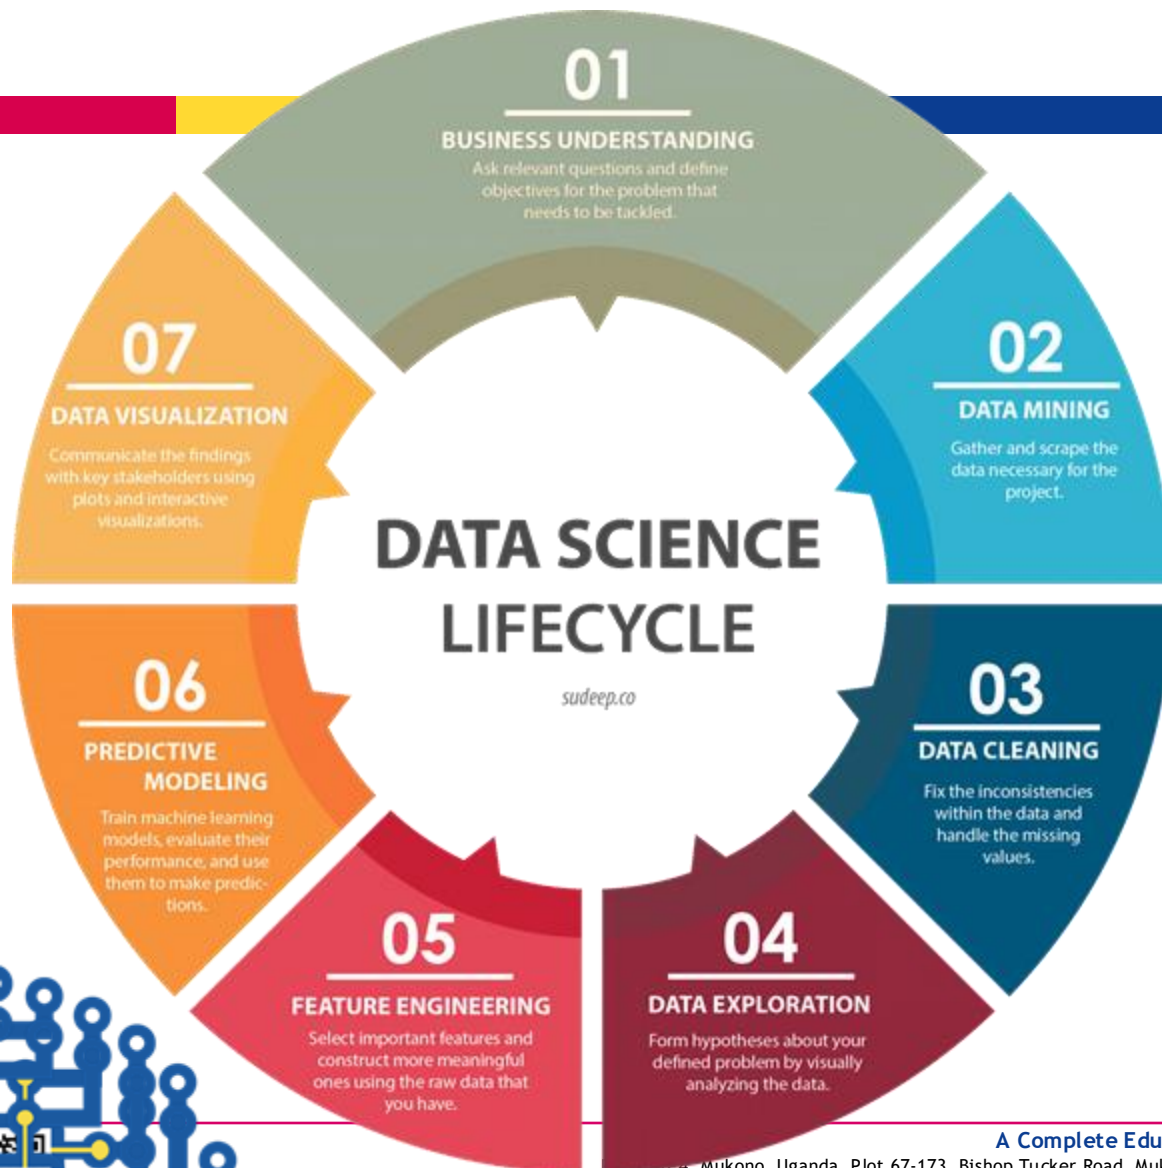 01
BUSINESS UNDERSTANDING
Ask relevant questions and define
objectives for the problem that
needs to be tackled.
02
DATA MINING
Gather and scrape the
data necessary for the
project.
03
DATA CLEANING
Fix the inconsistencies
within the data and
handle the missing
values.
04
DATA EXPLORATION
Form hypotheses about your
defined problem by visually
analyzing the data.
05
FEATURE ENGINEERING
Select important features and
construct more meaningful
ones using the raw data that
you have.
06
PREDICTIVE
MODELING
Train machine learning
models, evaluate their
performance, and use
them to make predic-
tions.
07
DATA VISUALIZATION
Communicate the findings
with key stakeholders using
plots and interactive
visualizations.
DATA SCIENCE
LIFECYCLE
sudeep.co
A Complete Edu
Mukono, Uganda, Plot 67-173, Bishop Tucker Road, Muk